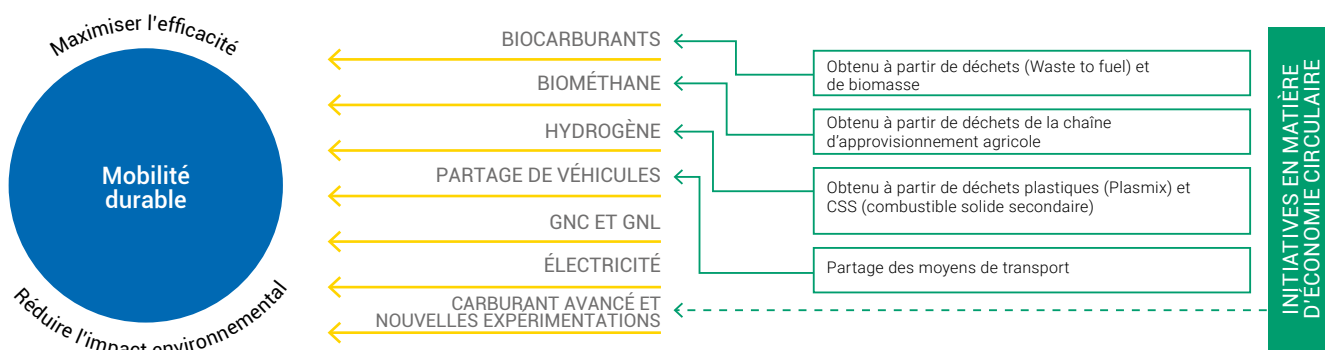 Maximiser l'efficacité
Mobilité
durable
Réduire l'impact environnemental
BIOCARBURANTS
BIOMÉTHANE
HYDROGÈNE
PARTAGE DE VÉHICULES
GNC ET GNL
ÉLECTRICITÉ
CARBURANT AVANCÉ ET
NOUVELLES EXPÉRIMENTATIONS
Obtenu à partir de déchets (Waste to fuel) et
de biomasse
Obtenu à partir de déchets de la chaîne
d'approvisionnement agricole
Obtenu à partir de déchets plastiques (Plasmix) et
CSS (combustible solide secondaire)
Partage des moyens de transport
INITIATIVES EN MATIÈRE
D'ÉCONOMIE CIRCULAIRE